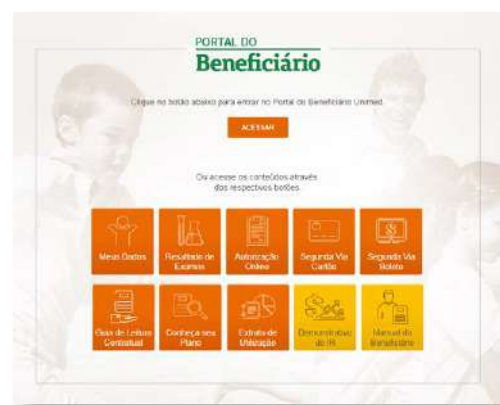 PORTAL DO
Beneficiário
Clique no botão abaixo para entrar no Portal do Beneficiário Unimed
ACESSAR
Ou acesse os conteúdos através
dos respectivos botões
Meus Dados
Resultado de
Exames
Autorização
Online
Segunda Via
Cartão
Segunda Via
Boleto
Guia de Leitura
Contratual
Conheça seu
Plano
Extrato de
Utilização
Demonstrativo
do IR
Manual do
Beneficiário